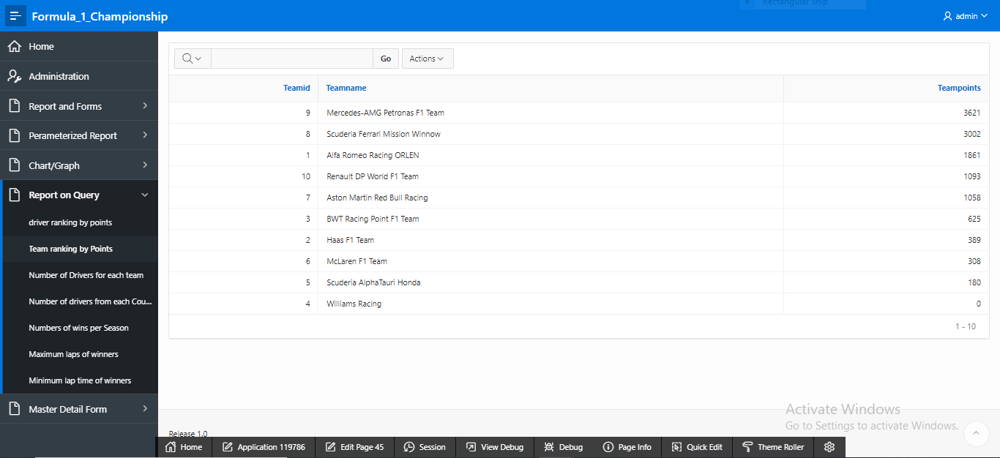 Rectangular Snip
Formula_1_Championship
admin
Home
Administration
Report and Forms
Perameterized Report
Chart/Graph
Report on Query
driver ranking by points
Team ranking by Points
Number of Drivers for each team
Number of drivers from each Cou...
Numbers of wins per Season
Maximum laps of winners
Minimum lap time of winners
Master Detail Form
Go Actions
Teamid Teamname Teampoints
9 Mercedes-AMG Petronas F1 Team 3621
8 Scuderia Ferrari Mission Winnow 3002
1 Alfa Romeo Racing ORLEN 1861
10 Renault DP World F1 Team 1093
7 Aston Martin Red Bull Racing 1058
3 BWT Racing Point F1 Team 625
2 Haas F1 Team 389
6 McLaren F1 Team 308
5 Scuderia AlphaTauri Honda 180
4 Williams Racing 0
1 - 10
Activate Windows
Go to Settings to activate Windows.
Release 1.0
Home Application 119786 Edit Page 45 Session View Debug Debug Page Info Quick Edit Theme Roller